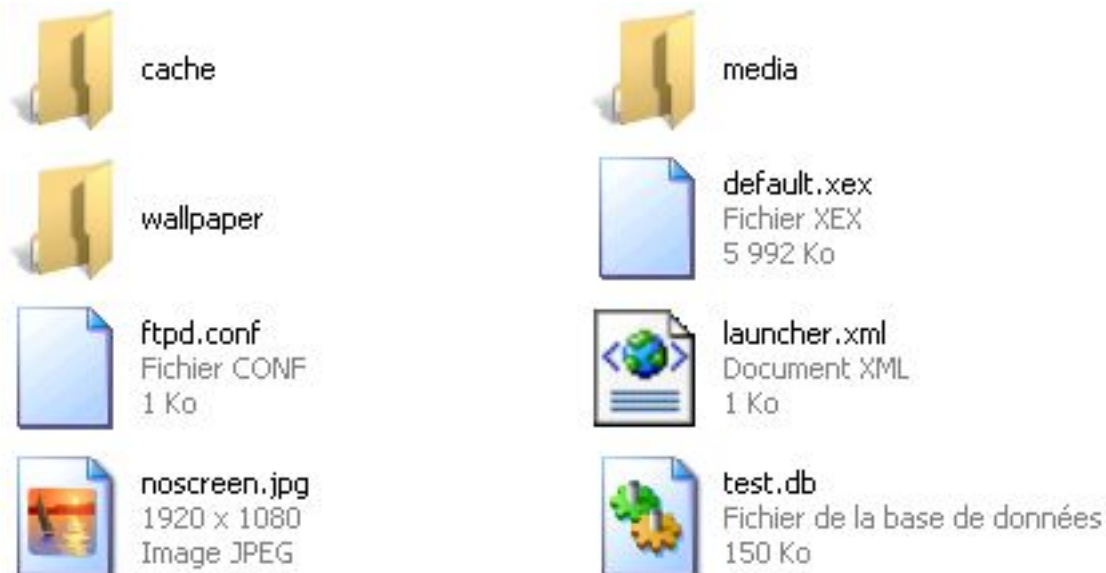 cache
media
wallpaper
default.xex
Fichier XEX
5 992 Ko
ftpd.conf
Fichier CONF
1 Ko
launcher.xml
Document XML
1 Ko
noscreen.jpg
1920 x 1080
Image JPEG
test.db
Fichier de la base de données
150 Ko